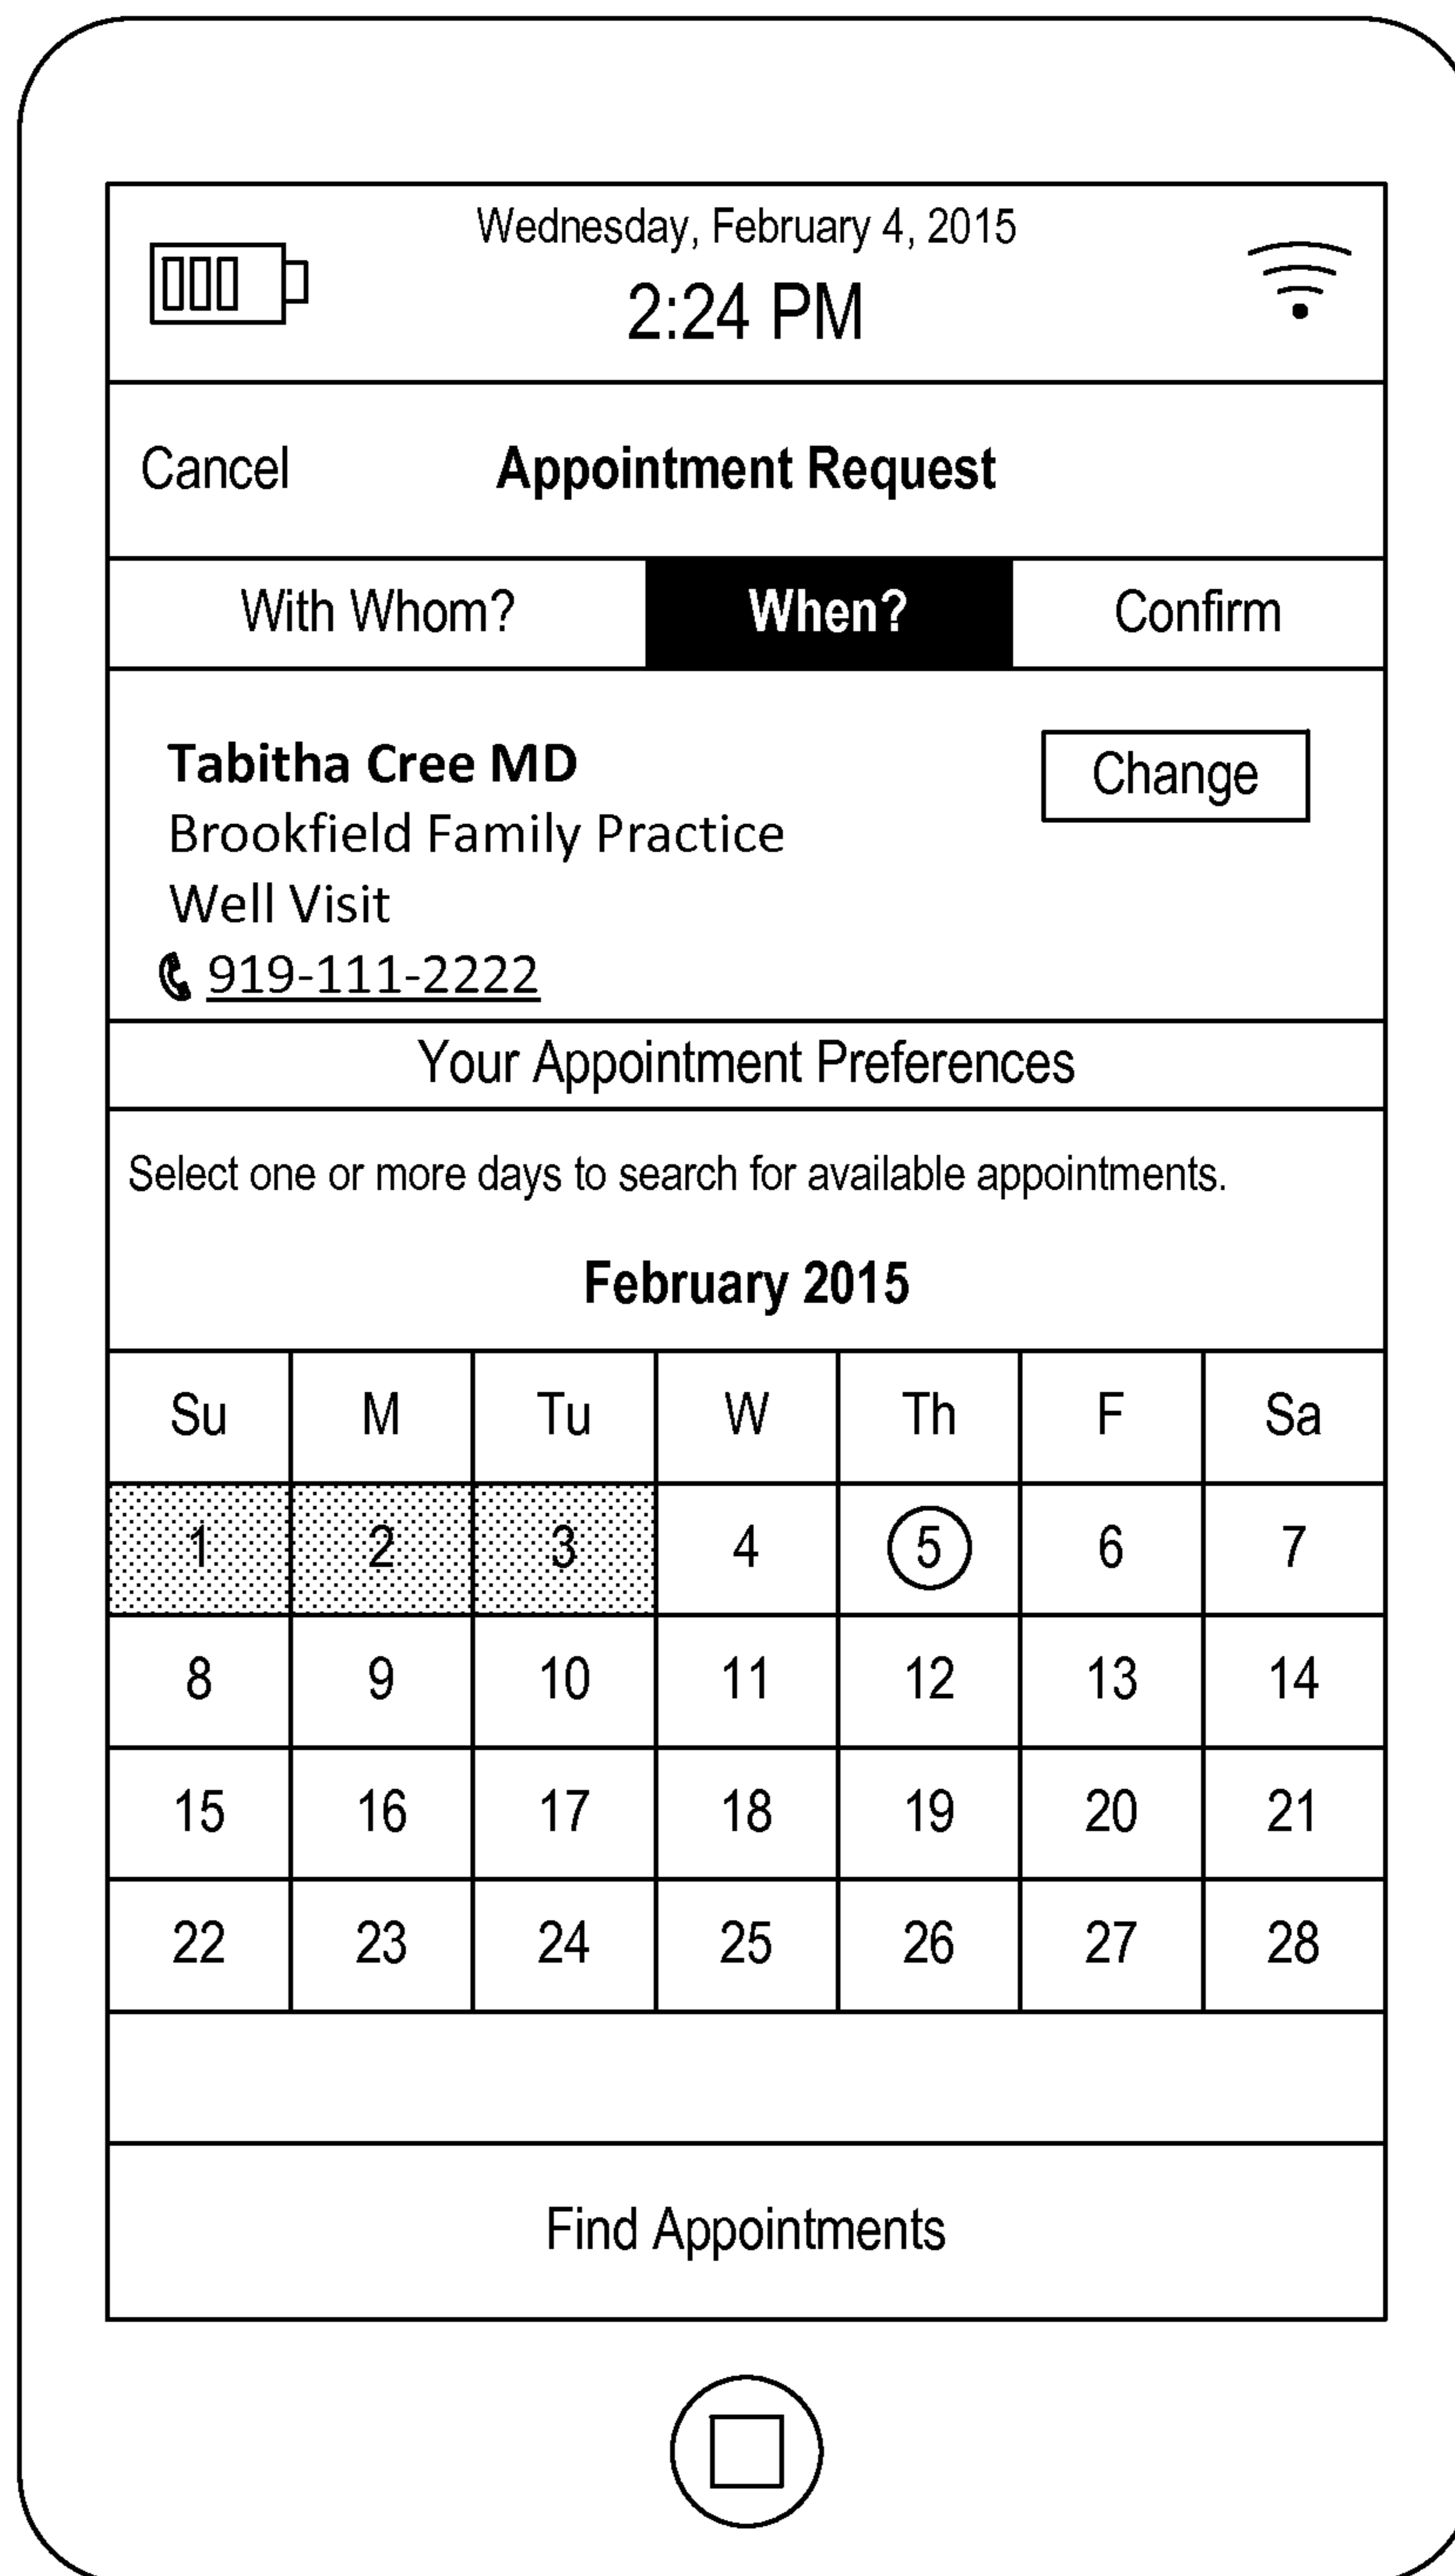 Wednesday, February 4, 2015
2:24 PM
Cancel Appointment Request
With Whom? When? Confirm
Tabitha Cree MD
Change
Brookfield Family Practice
Well Visit
919-111-2222
Your Appointment Preferences
Select one or more days to search for available appointments.
February 2015
Su M Tu W Th F Sa
1 2 3 4 5 6 7
8 9 10 11 12 13 14
15 16 17 18 19 20 21
22 23 24 25 26 27 28
Find Appointments